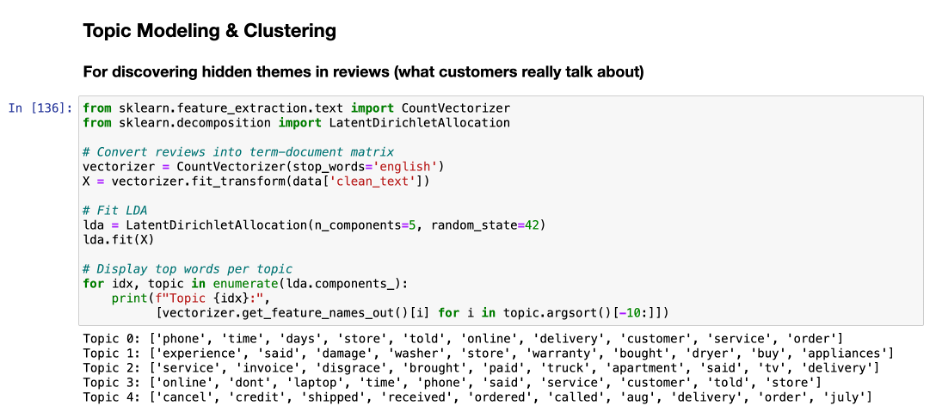 Topic Modeling & Clustering
For discovering hidden themes in reviews (what customers really talk about)
In [136]: from sklearn.feature_extraction.text import CountVectorizer
from sklearn.decomposition import LatentDirichletAllocation
# Convert reviews into term-document matrix
vectorizer = CountVectorizer(stop_words='english')
X = vectorizer.fit_transform(data['clean_text'])
# Fit LDA
lda = LatentDirichletAllocation(n_components=5, random_state=42)
lda.fit(X)
# Display top words per topic
for idx, topic in enumerate(lda.components_):
    print(f"Topic {idx}:",
          [vectorizer.get_feature_names_out()[i] for i in topic.argsort()[-10:]])
Topic 0: ['phone', 'time', 'days', 'store', 'told', 'online', 'delivery', 'customer', 'service', 'order']
Topic 1: ['experience', 'said', 'damage', 'washer', 'store', 'warranty', 'bought', 'dryer', 'buy', 'appliances']
Topic 2: ['service', 'invoice', 'disgrace', 'brought', 'paid', 'truck', 'apartment', 'said', 'tv', 'delivery']
Topic 3: ['online', 'dont', 'laptop', 'time', 'phone', 'said', 'service', 'customer', 'told', 'store']
Topic 4: ['cancel', 'credit', 'shipped', 'received', 'ordered', 'called', 'aug', 'delivery', 'order', 'july']